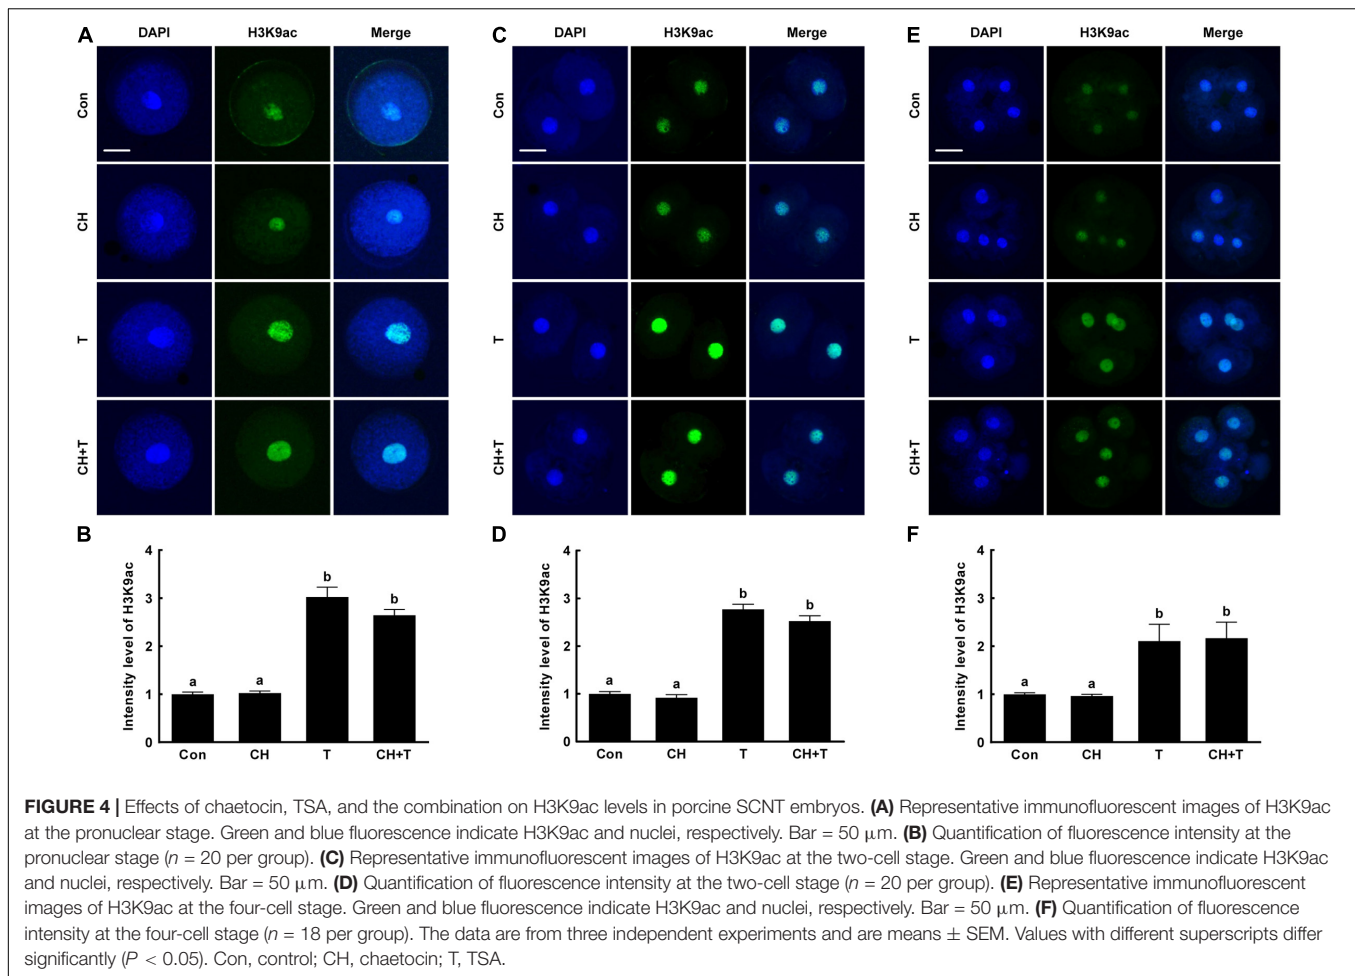 A DAPI H3K9ac Merge
Con
CH
T
CH+T
B
Intensity level of H3K9ac
4
3
2
1
0
a a b b
Con CH T CH+T
C DAPI H3K9ac Merge
Con
CH
T
CH+T
D
Intensity level of H3K9ac
4
3
2
1
0
a a b b
Con CH T CH+T
E DAPI H3K9ac Merge
Con
CH
T
CH+T
F
Intensity level of H3K9ac
4
3
2
1
0
a a b b
Con CH T CH+T
FIGURE 4 | Effects of chaetocin, TSA, and the combination on H3K9ac levels in porcine SCNT embryos. (A) Representative immunofluorescent images of H3K9ac
at the pronuclear stage. Green and blue fluorescence indicate H3K9ac and nuclei, respectively. Bar = 50 μm. (B) Quantification of fluorescence intensity at the
pronuclear stage (n = 20 per group). (C) Representative immunofluorescent images of H3K9ac at the two-cell stage. Green and blue fluorescence indicate H3K9ac
and nuclei, respectively. Bar = 50 μm. (D) Quantification of fluorescence intensity at the two-cell stage (n = 20 per group). (E) Representative immunofluorescent
images of H3K9ac at the four-cell stage. Green and blue fluorescence indicate H3K9ac and nuclei, respectively. Bar = 50 μm. (F) Quantification of fluorescence
intensity at the four-cell stage (n = 18 per group). The data are from three independent experiments and are means ± SEM. Values with different superscripts differ
significantly (P < 0.05). Con, control; CH, chaetocin; T, TSA.